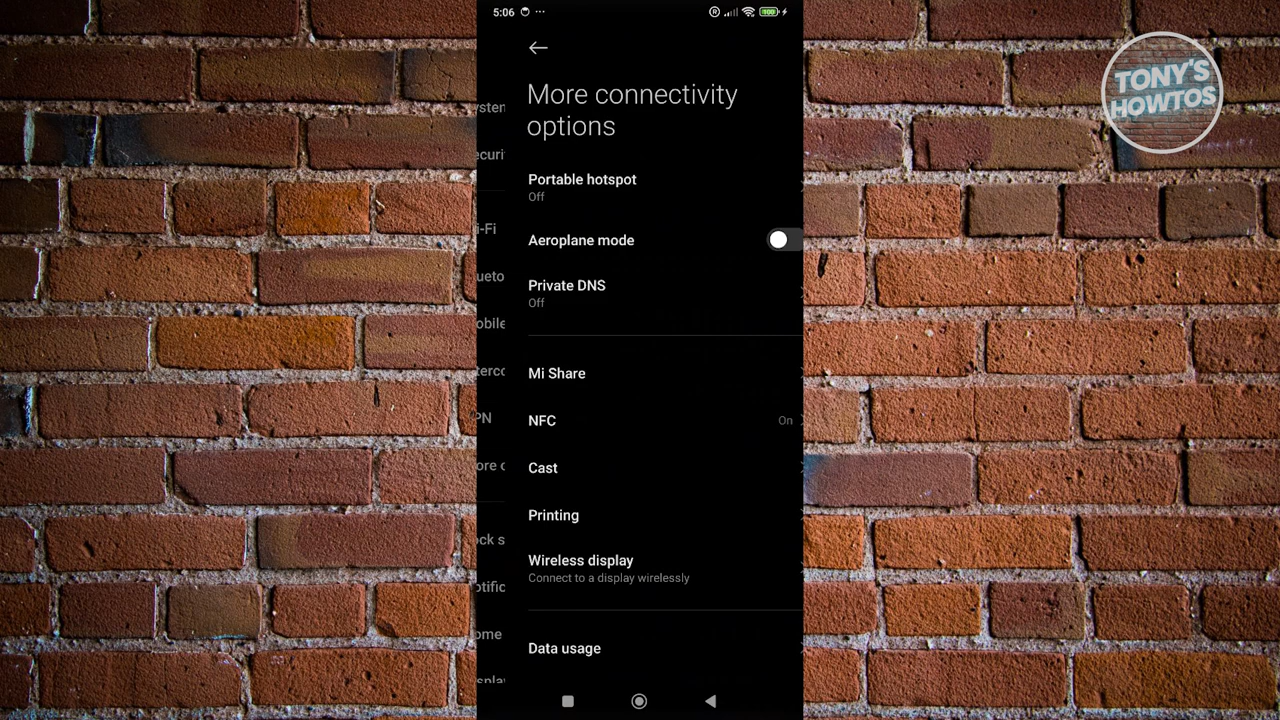 5:06
100
R
TONY'S
HOWTOS
More connectivity
options
Portable hotspot
Off
Aeroplane mode
Private DNS
Off
Mi Share
NFC
On
Cast
Printing
Wireless display
Connect to a display wirelessly
Data usage